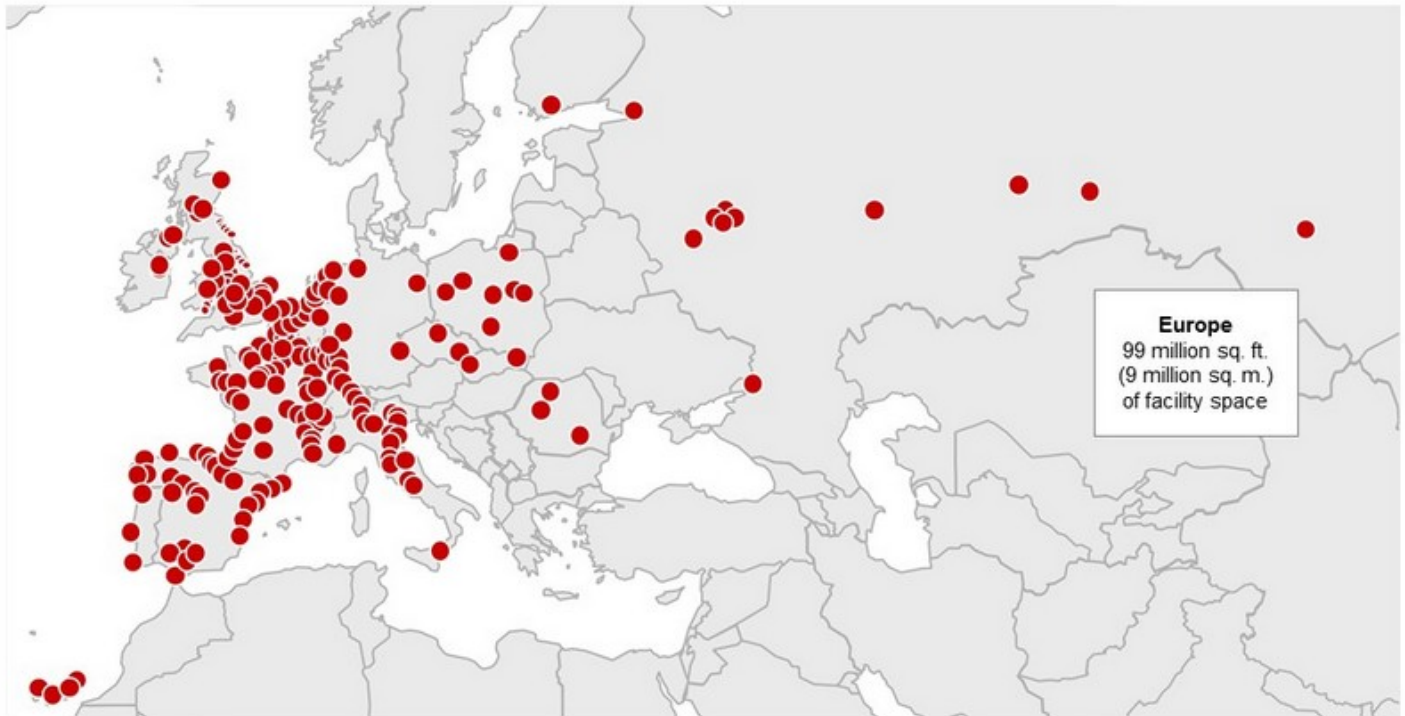 Europe
99 million sq. ft.
(9 million sq. m.)
of facility space